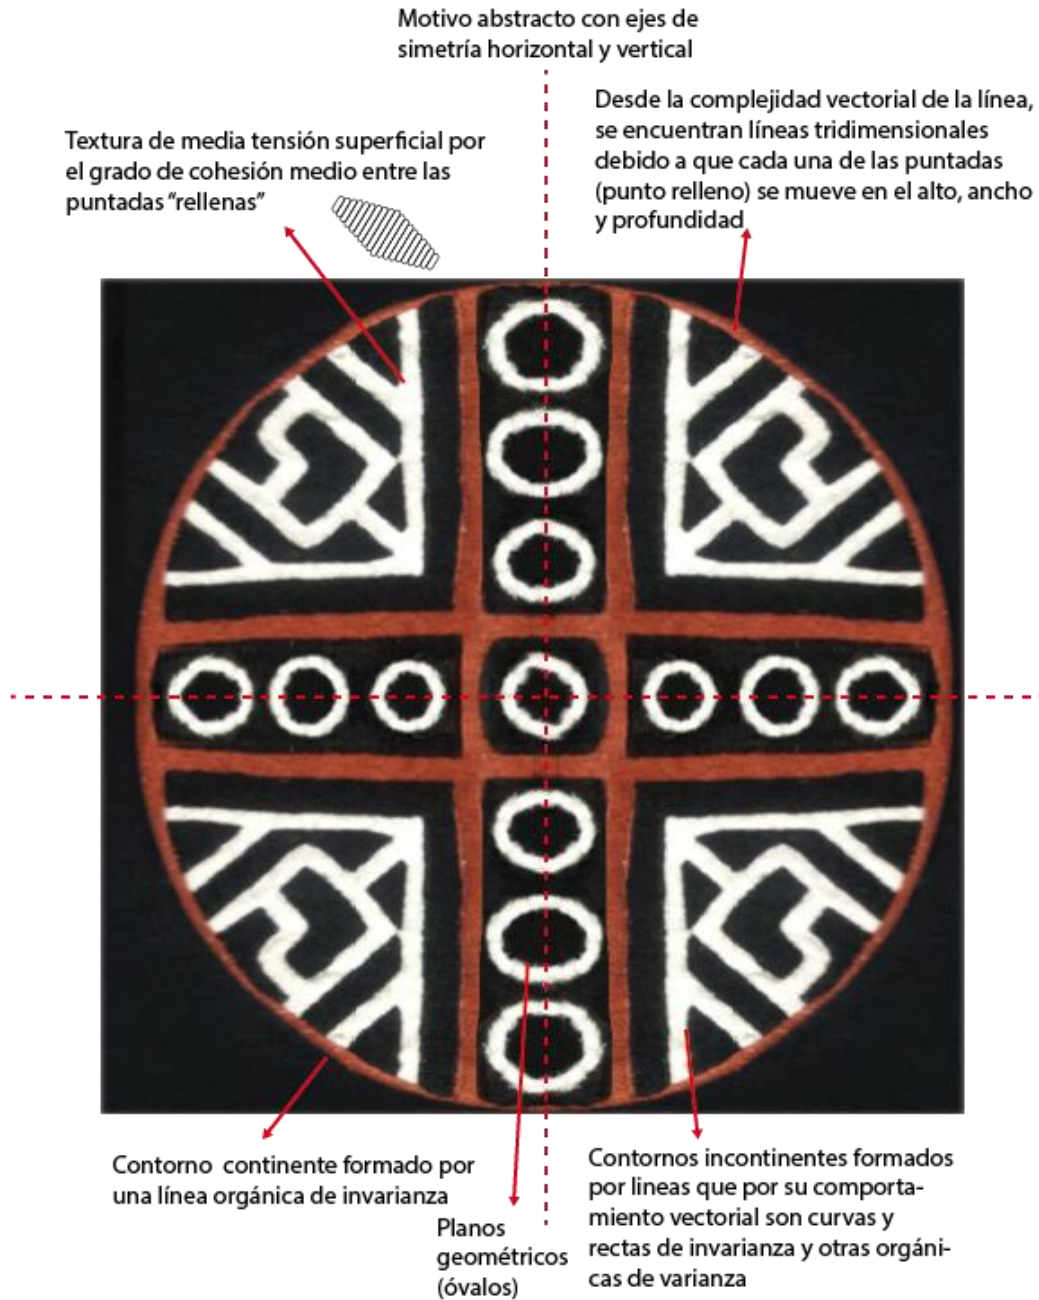 Motivo abstracto con ejes de
simetría horizontal y vertical
Desde la complejidad vectorial de la línea,
se encuentran líneas tridimensionales
debido a que cada una de las puntadas
(punto relleno) se mueve en el alto, ancho
y profundidad
Textura de media tensión superficial por
el grado de cohesión medio entre las
puntadas “rellenas”
Contorno continente formado por
una línea orgánica de invarianza
Planos
geométricos
(óvalos)
Contornos incontinentes formados
por lineas que por su comporta-
miento vectorial son curvas y
rectas de invarianza y otras orgáni-
cas de varianza